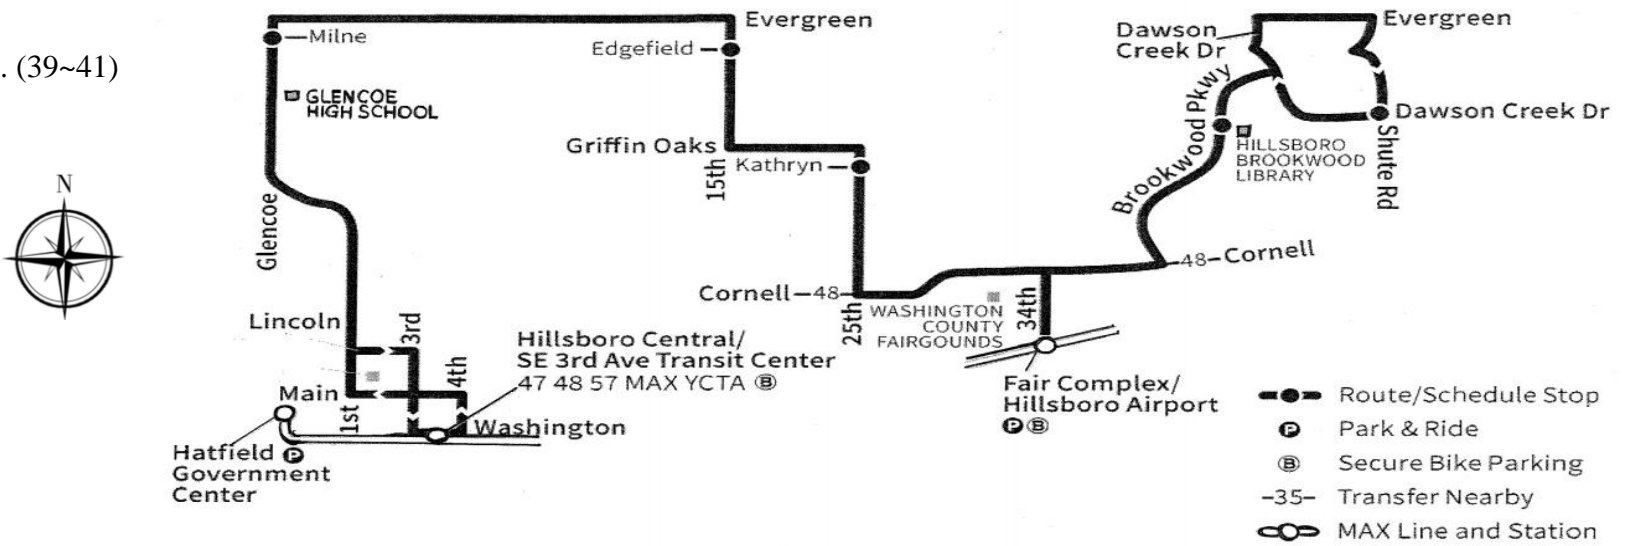 . (39~41)
N
Milne
GLENCOE
HIGH SCHOOL
Glencoe
Evergreen
Edgefield
Griffin Oaks
15th
Kathryn
Cornell
48
25th
WASHINGTON
COUNTY
FAIRGOUNDS
34th
Fair Complex/
Hillsboro Airport
P B
48
Cornell
Brookwood Pkwy
HILLSBORO
BROOKWOOD
LIBRARY
Dawson
Creek Dr
Evergreen
Dawson Creek Dr
Shute Rd
Lincoln
3rd
4th
Main
1st
Hillsboro Central/
SE 3rd Ave Transit Center
47 48 57 MAX YCTA B
Washington
Hatfield P
Government
Center
Route/Schedule Stop
P Park & Ride
B Secure Bike Parking
-35- Transfer Nearby
MAX Line and Station